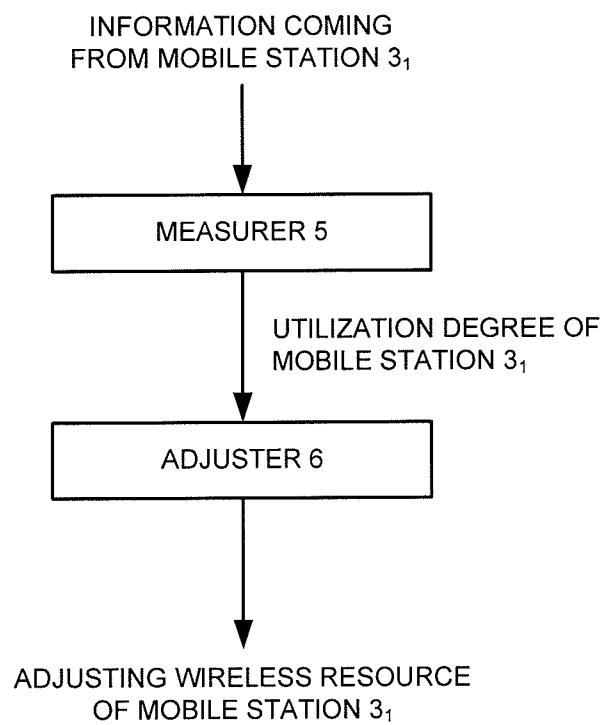 INFORMATION COMING
FROM MOBILE STATION 3₁
MEASURER 5
UTILIZATION DEGREE OF
MOBILE STATION 3₁
ADJUSTER 6
ADJUSTING WIRELESS RESOURCE
OF MOBILE STATION 3₁